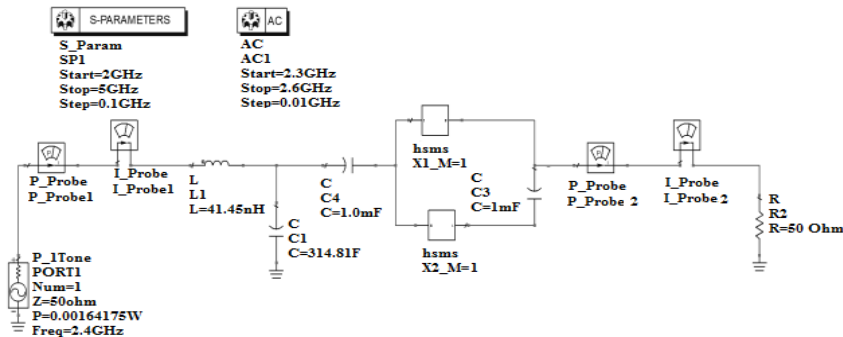 S-PARAMETERS
S_Param
SP1
Start=2GHz
Stop=5GHz
Step=0.1GHz
AC
AC
AC1
Start=2.3GHz
Stop=2.6GHz
Step=0.01GHz
P_Probe
P_Probe1
I_Probe
I_Probe1
L
L1
L=41.45nH
C
C1
C=314.81F
C
C4
C=1.0mF
hsms
X1_M=1
C
C3
C=1mF
hsms
X2_M=1
P_Probe
P_Probe 2
I_Probe
I_Probe 2
R
R2
R=50 Ohm
P_1Tone
PORT1
Num=1
Z=50ohm
P=0.00164175W
Freq=2.4GHz